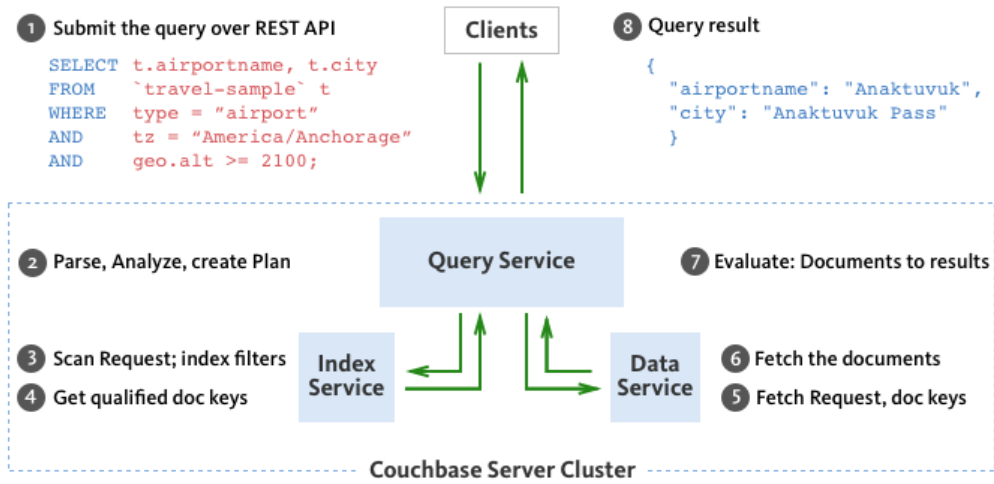 1 Submit the query over REST API
SELECT t.airportname, t.city
FROM `travel-sample` t
WHERE type = “airport”
AND tz = “America/Anchorage”
AND geo.alt >= 2100;
Clients
8 Query result
{
"airportname": "Anaktuvuk",
"city": "Anaktuvuk Pass"
}
2 Parse, Analyze, create Plan
Query Service
7 Evaluate: Documents to results
3 Scan Request; index filters
4 Get qualified doc keys
Index
Service
Data
Service
6 Fetch the documents
5 Fetch Request, doc keys
Couchbase Server Cluster